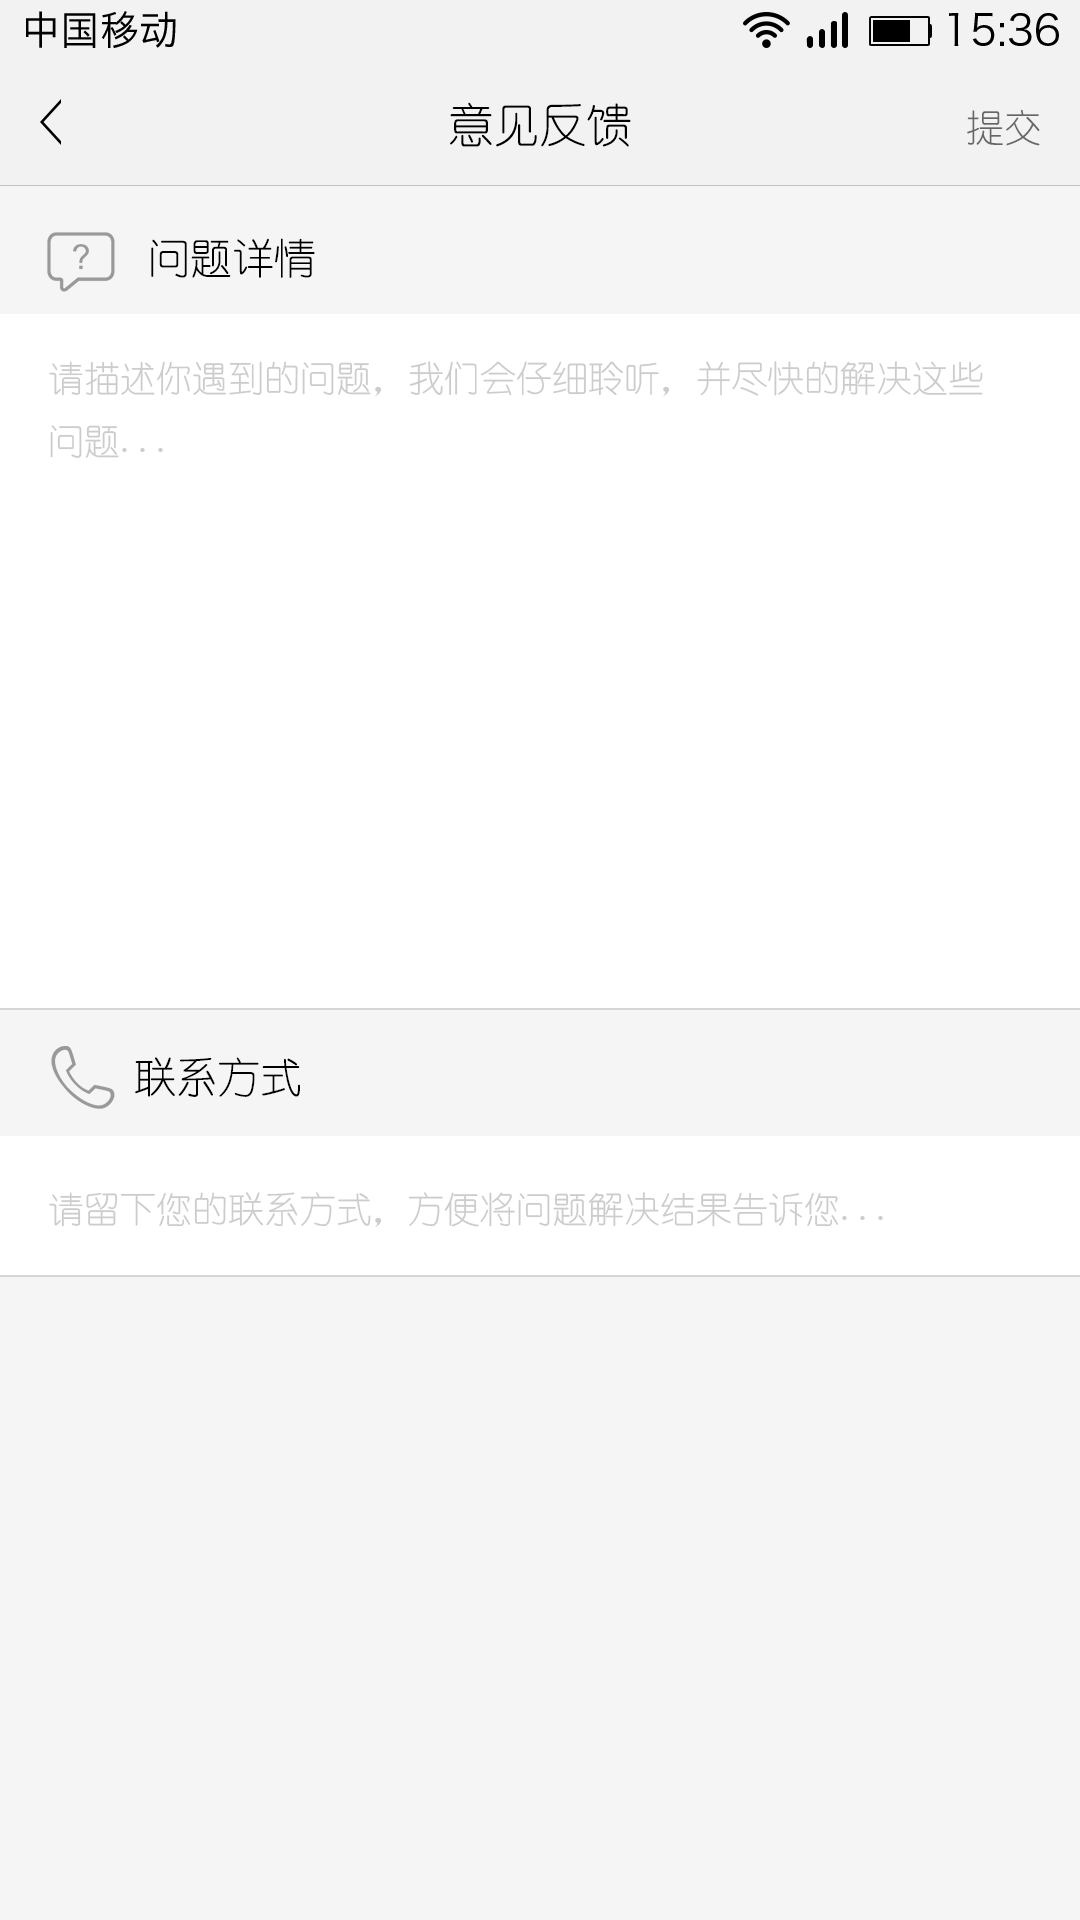 中国移动 15:36
意见反馈 提交
? 问题详情
请描述你遇到的问题，我们会仔细聆听，并尽快的解决这些
问题...
联系方式
请留下您的联系方式，方便将问题解决结果告诉您...